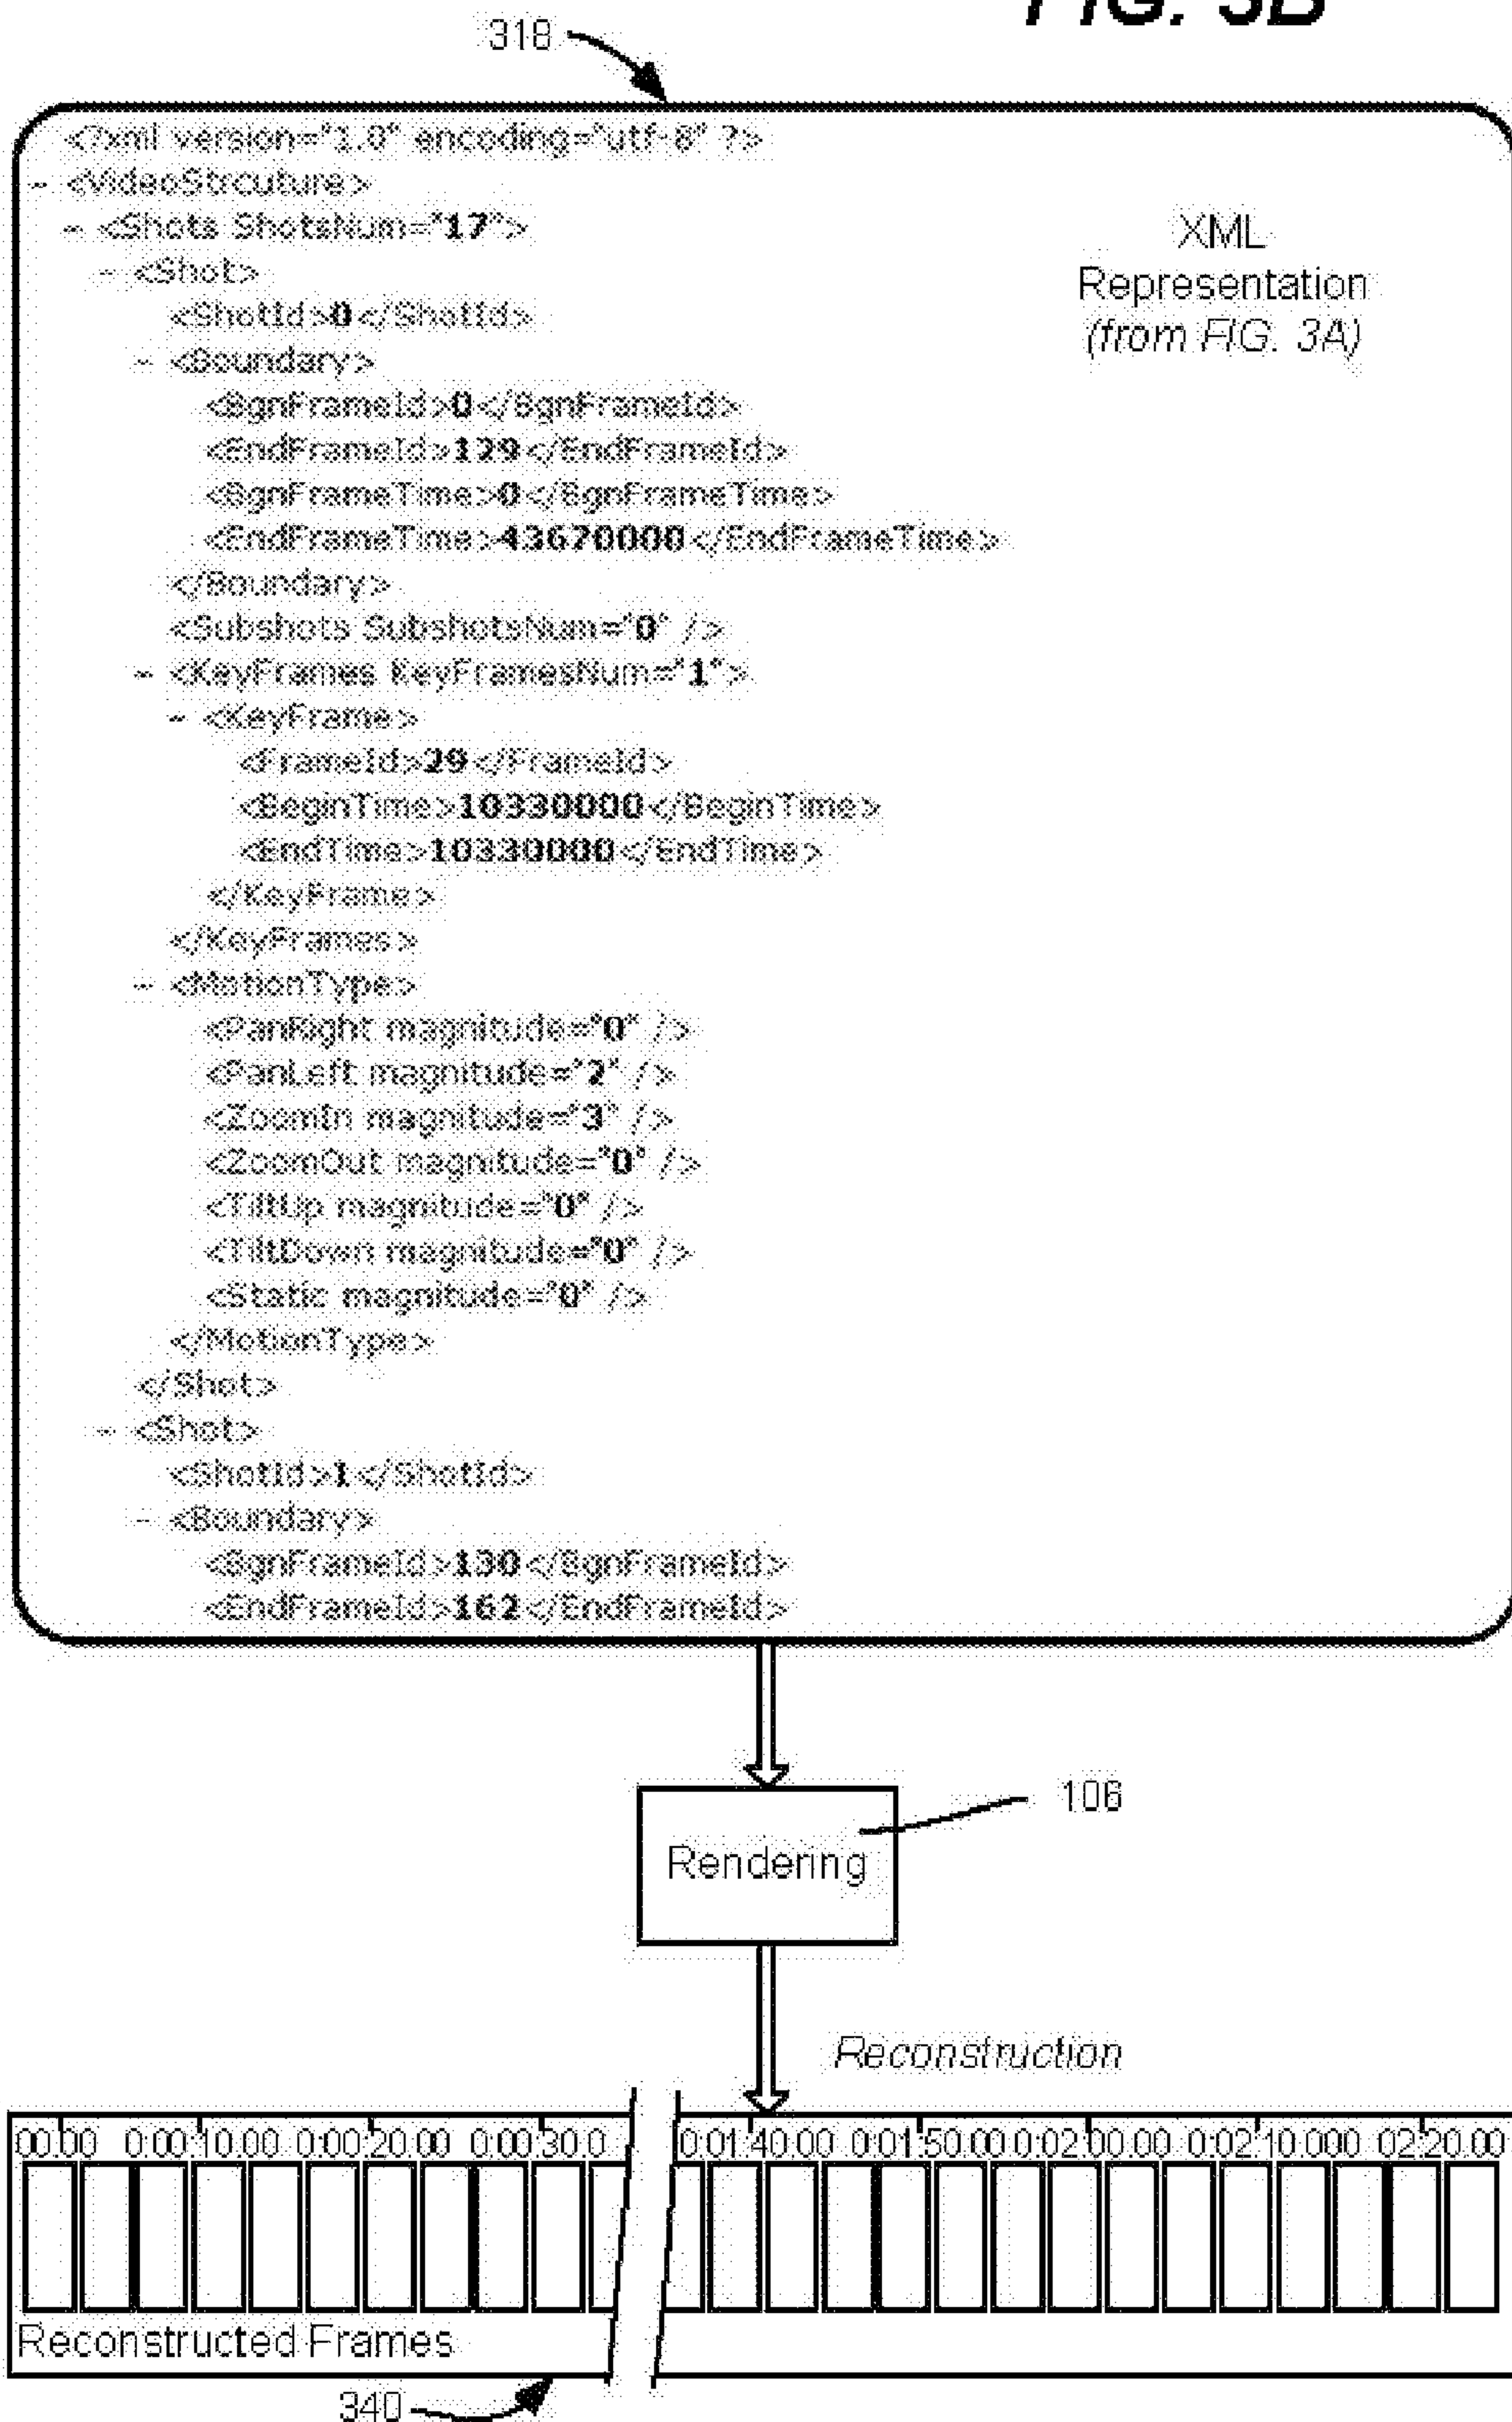 FIG. 3B
318
<?xml version="1.0" encoding="utf-8" ?>
- <VideoStrcuture>
- <Shots ShotsNum="17">
- <Shot>
<ShotId>0</ShotId>
- <Boundary>
<BgnFrameId>0</BgnFrameId>
<EndFrameId>129</EndFrameId>
<BgnFrameTime>0</BgnFrameTime>
<EndFrameTime>43670000</EndFrameTime>
</Boundary>
<Subshots SubshotsNum="0" />
- <KeyFrames KeyFramesNum="1">
- <KeyFrame>
<FrameId>29</FrameId>
<BeginTime>10330000</BeginTime>
<EndTime>10330000</EndTime>
</KeyFrame>
</KeyFrames>
- <MotionType>
<PanRight magnitude="0" />
<PanLeft magnitude="2" />
<ZoomIn magnitude="3" />
<ZoomOut magnitude="0" />
<TiltUp magnitude="0" />
<TiltDown magnitude="0" />
<Static magnitude="0" />
</MotionType>
</Shot>
- <Shot>
<ShotId>1</ShotId>
- <Boundary>
<BgnFrameId>130</BgnFrameId>
<EndFrameId>162</EndFrameId>
XML
Representation
(from FIG. 3A)
106
Rendering
Reconstruction
00:00 0:00:10.00 0:00:20.00 0:00:30.0 0:01:40.00 0:01:50.00 0:02:00.00 0:02:10.000 02:20.00
Reconstructed Frames
340